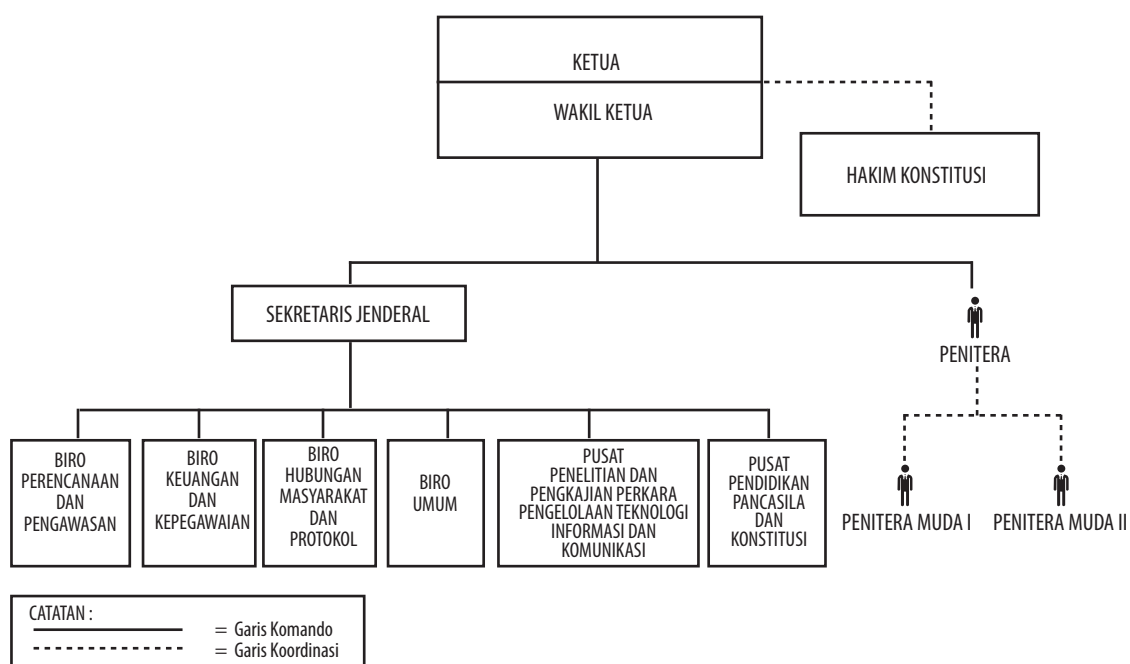 KETUA
WAKIL KETUA
HAKIM KONSTITUSI
SEKRETARIS JENDERAL
PENITERA
BIRO
PERENCANAAN
DAN
PENGAWASAN
BIRO
KEUANGAN
DAN
KEPEGAWAIAN
BIRO
HUBUNGAN
MASYARAKAT
DAN
PROTOKOL
BIRO
UMUM
PUSAT
PENELITIAN DAN
PENGKAJIAN PERKARA
PENGELOLAAN TEKNOLOGI
INFORMASI DAN
KOMUNIKASI
PUSAT
PENDIDIKAN
PANCASILA
DAN
KONSTITUSI
PENITERA MUDA I
PENITERA MUDA II
CATATAN :
= Garis Komando
= Garis Koordinasi